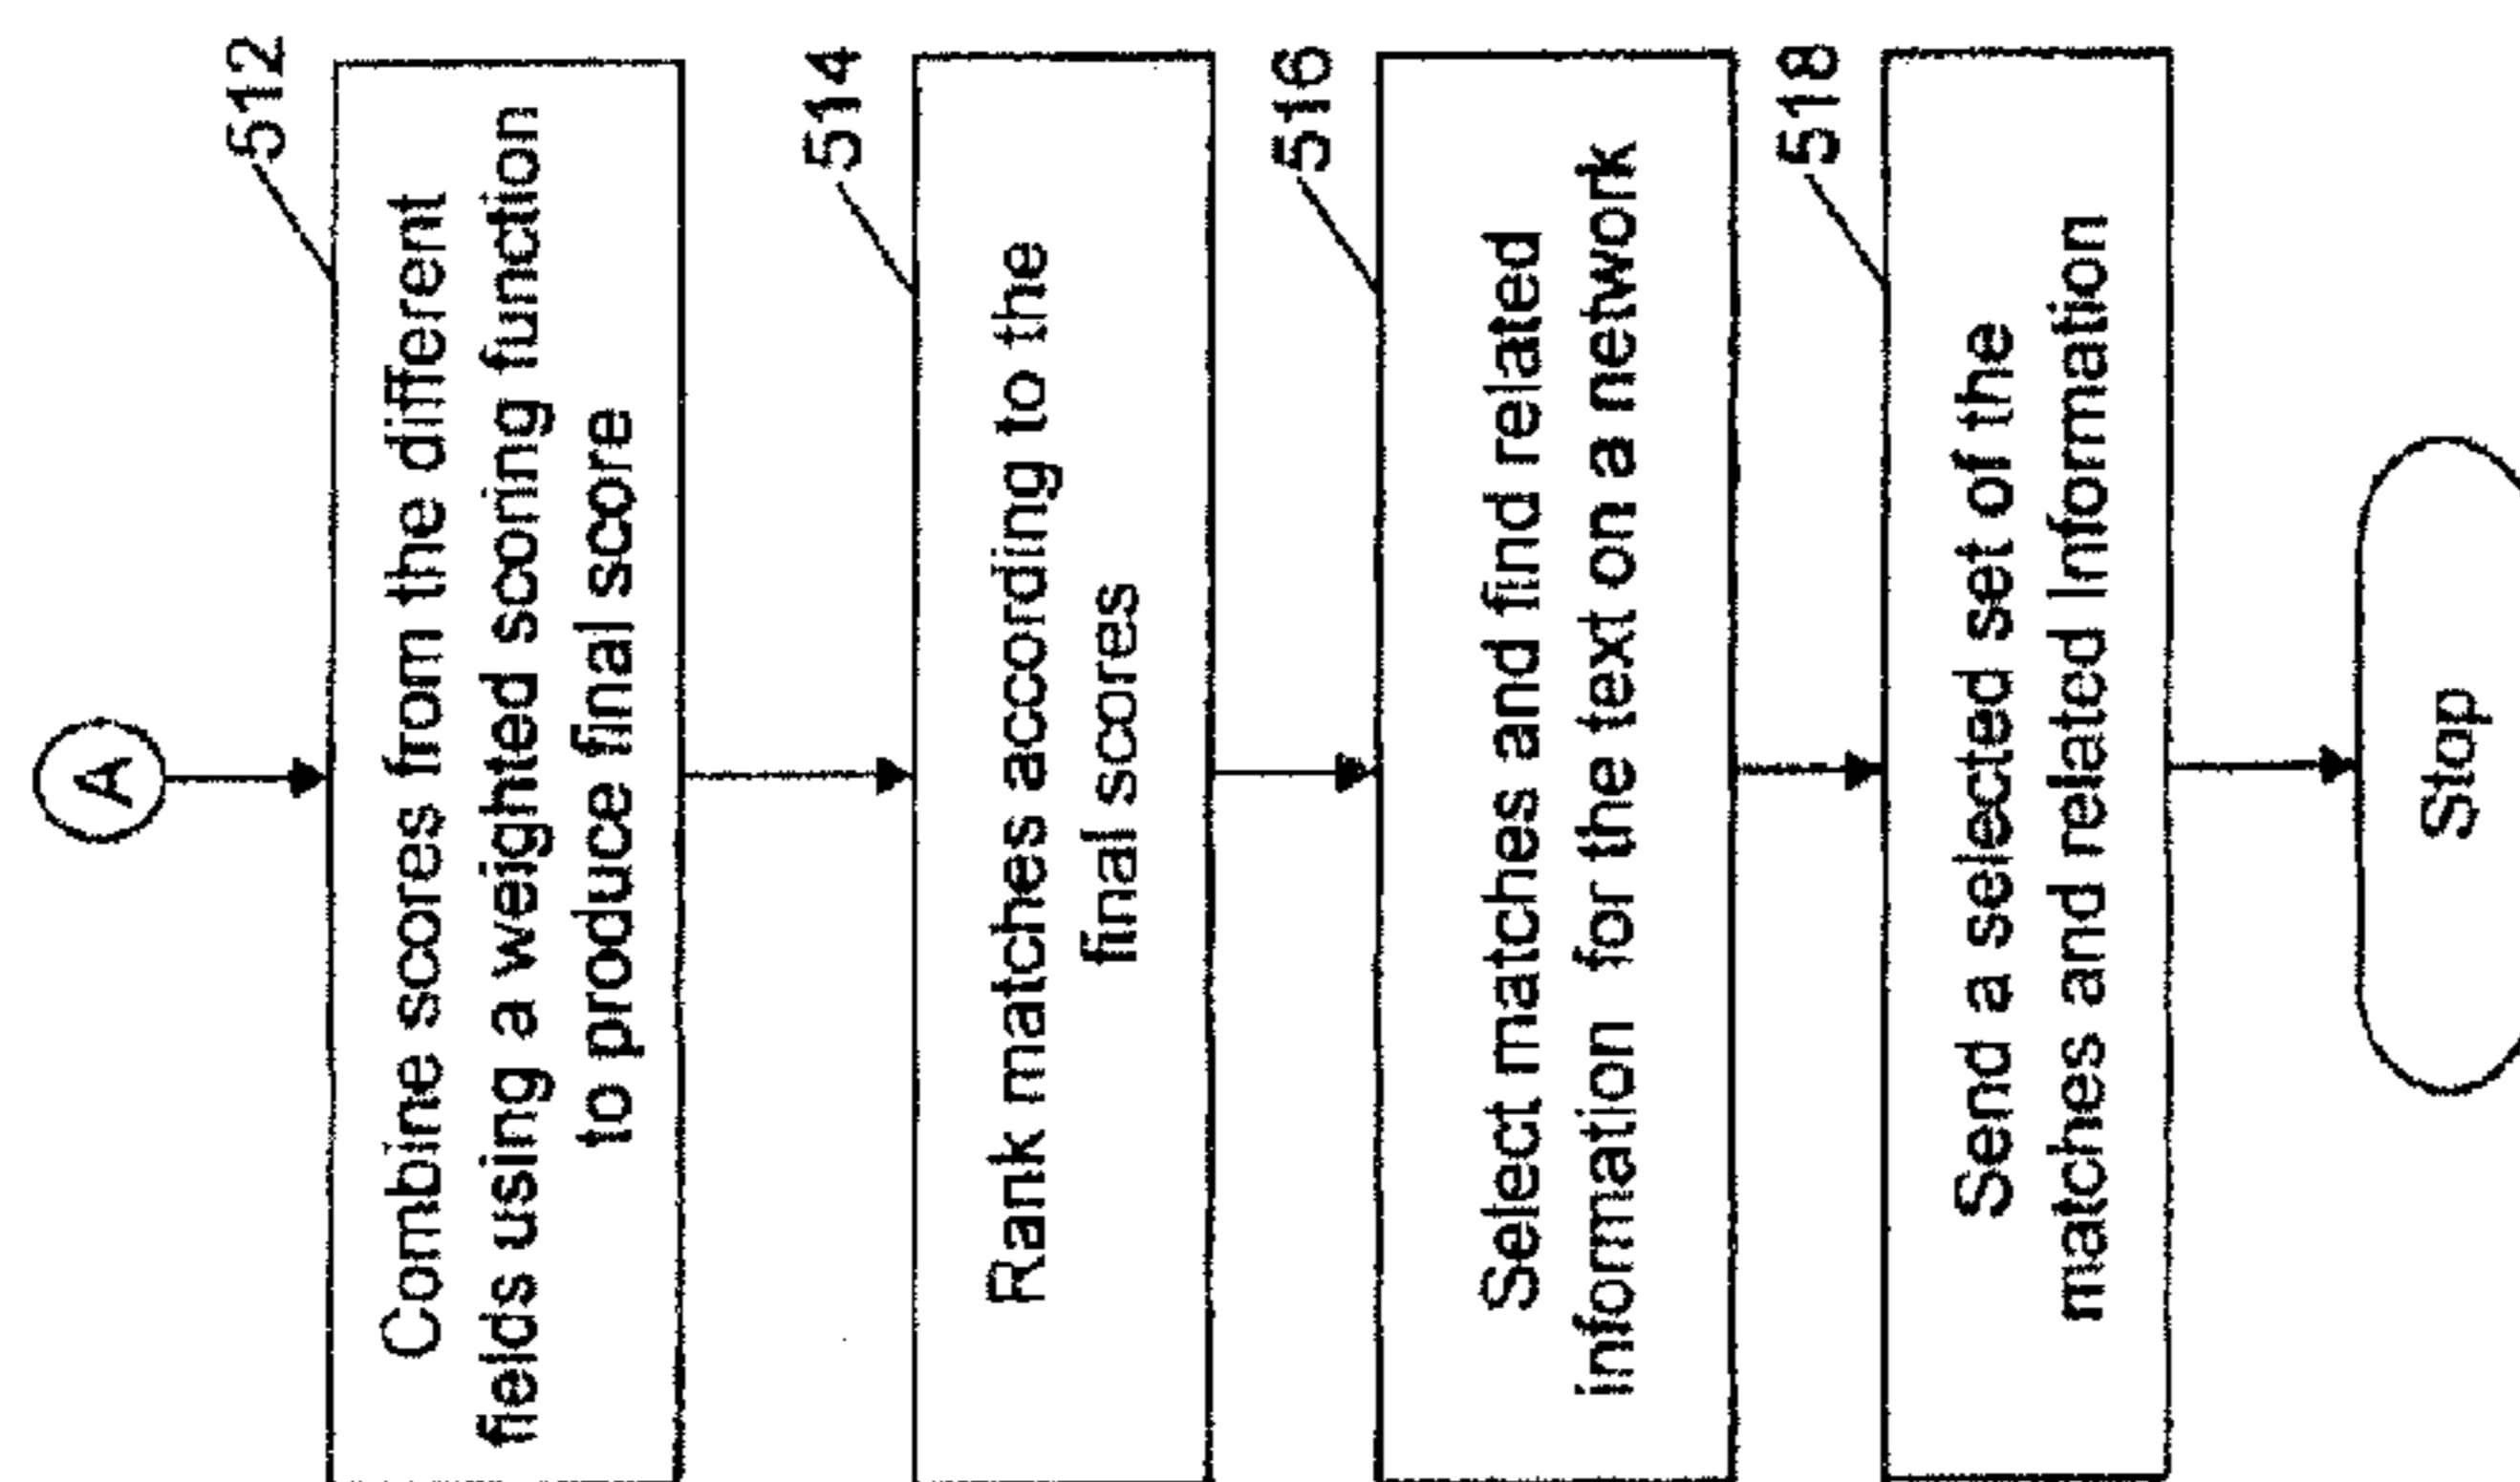 A
512
Combine scores from the different
fields using a weighted scoring function
to produce final score
514
Rank matches according to the
final scores
516
Select matches and find related
information for the text on a network
518
Send a selected set of the
matches and related Information
Stop